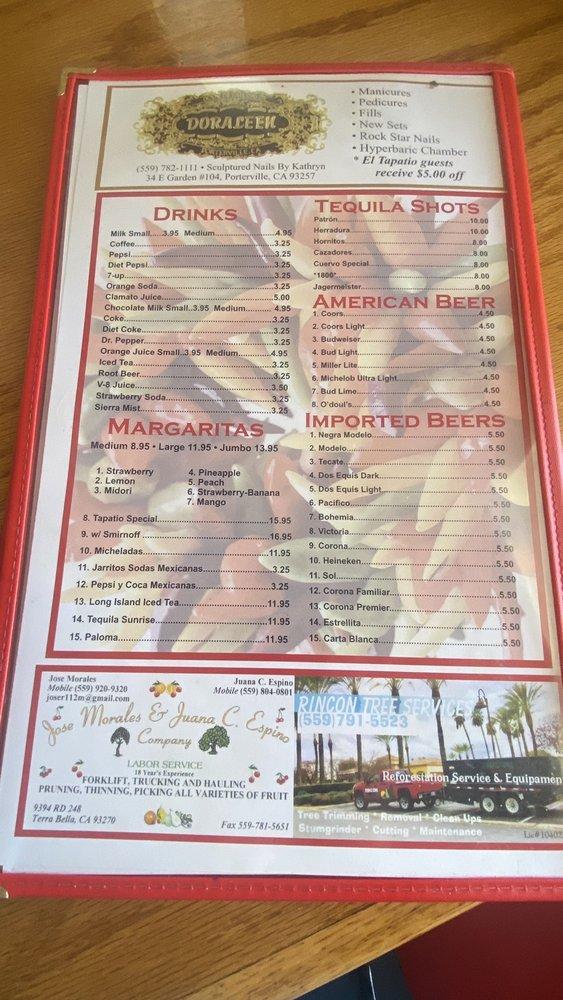 DORALEEN
(559) 782-1111 • Sculptured Nails By Kathryn
34 E Garden #104, Porterville, CA 93257
• Manicures
• Pedicures
• Fills
• New Sets
• Rock Star Nails
• Hyperbaric Chamber
* El Tapatio guests
receive $5.00 off
DRINKS
Milk Small....3.95 Medium....4.95
Coffee....3.25
Pepsi....3.25
Diet Pepsi....3.25
7-up....3.25
Orange Soda....3.25
Clamato Juice....5.00
Chocolate Milk Small..3.95 Medium....4.95
Coke....3.25
Diet Coke....3.25
Dr. Pepper....3.25
Orange Juice Small..3.95 Medium....4.95
Iced Tea....3.25
Root Beer....3.25
V-8 Juice....3.50
Strawberry Soda....3.25
Sierra Mist....3.25
MARGARITAS
Medium 8.95 • Large 11.95 • Jumbo 13.95
1. Strawberry
2. Lemon
3. Midori
4. Pineapple
5. Peach
6. Strawberry-Banana
7. Mango
8. Tapatio Special....15.95
9. w/ Smirnoff ....16.95
10. Micheladas....11.95
11. Jarritos Sodas Mexicanas....3.25
12. Pepsi y Coca Mexicanas....3.25
13. Long Island Iced Tea....11.95
14. Tequila Sunrise....11.95
15. Paloma....11.95
TEQUILA SHOTS
Patrón....10.00
Herradura....10.00
Hornitos....8.00
Cazadores....8.00
Cuervo Special....8.00
"1800"....8.00
Jagermeister....8.00
AMERICAN BEER
1. Coors....4.50
2. Coors Light....4.50
3. Budweiser....4.50
4. Bud Light....4.50
5. Miller Lite....4.50
6. Michelob Ultra Light....4.50
7. Bud Lime....4.50
8. O'doul's....4.50
IMPORTED BEERS
1. Negra Modelo....5.50
2. Modelo....5.50
3. Tecate....5.50
4. Dos Equis Dark....5.50
5. Dos Equis Light....5.50
6. Pacifico....5.50
7. Bohemia....5.50
8. Victoria....5.50
9. Corona....5.50
10. Heineken....5.50
11. Sol....5.50
12. Corona Familiar....5.50
13. Corona Premier....5.50
14. Estrellita....5.50
15. Carta Blanca....5.50
Jose Morales
Mobile (559) 920-9320
joser112m@gmail.com
Juana C. Espino
Mobile (559) 804-0801
Jose Morales & Juana C. Espino
Company
LABOR SERVICE
18 Year's Experience
FORKLIFT, TRUCKING AND HAULING
PRUNING, THINNING, PICKING ALL VARIETIES OF FRUIT
9394 RD 248
Terra Bella, CA 93270
Fax 559-781-5651
RINCON TREE SERVICES
(559)791-5523
Reforestation Service & Equipamen
Tree Trimming * Removal * Clean Ups
Stumgrinder * Cutting * Maintenance